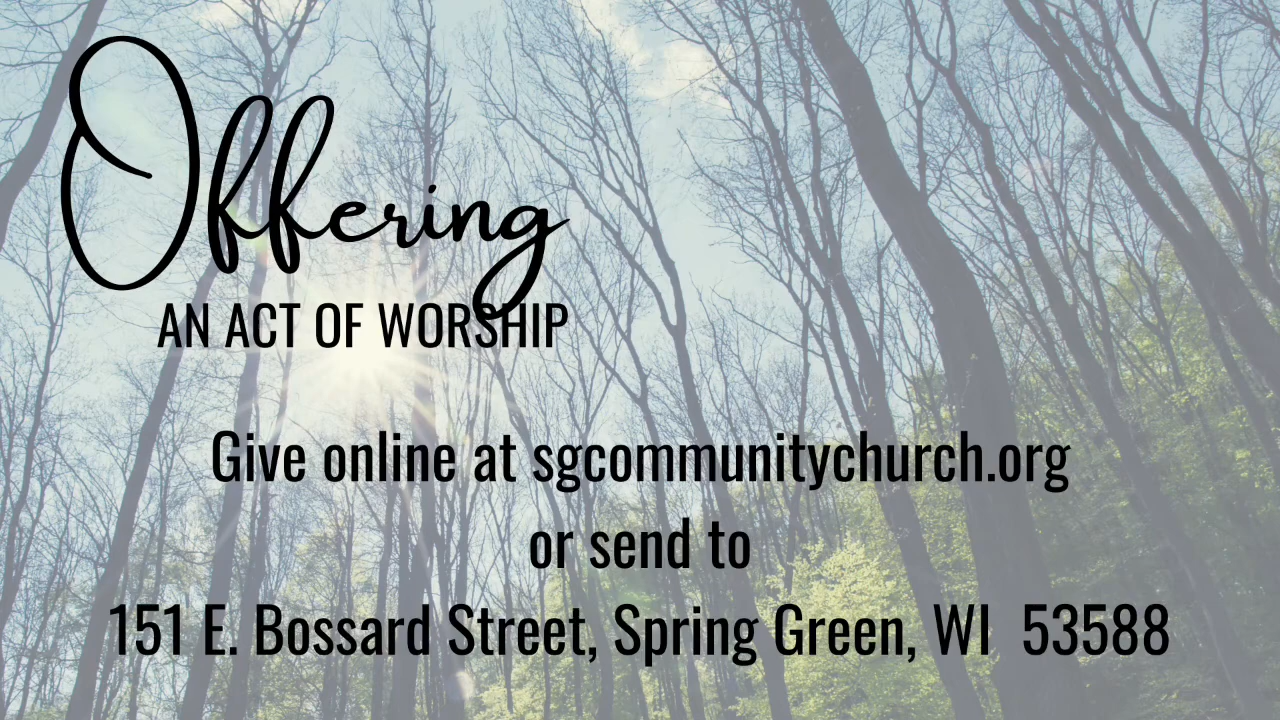 Offering
AN ACT OF WORSHIP
Give online at sgcommunitychurch.org
or send to
151 E. Bossard Street, Spring Green, WI 53588